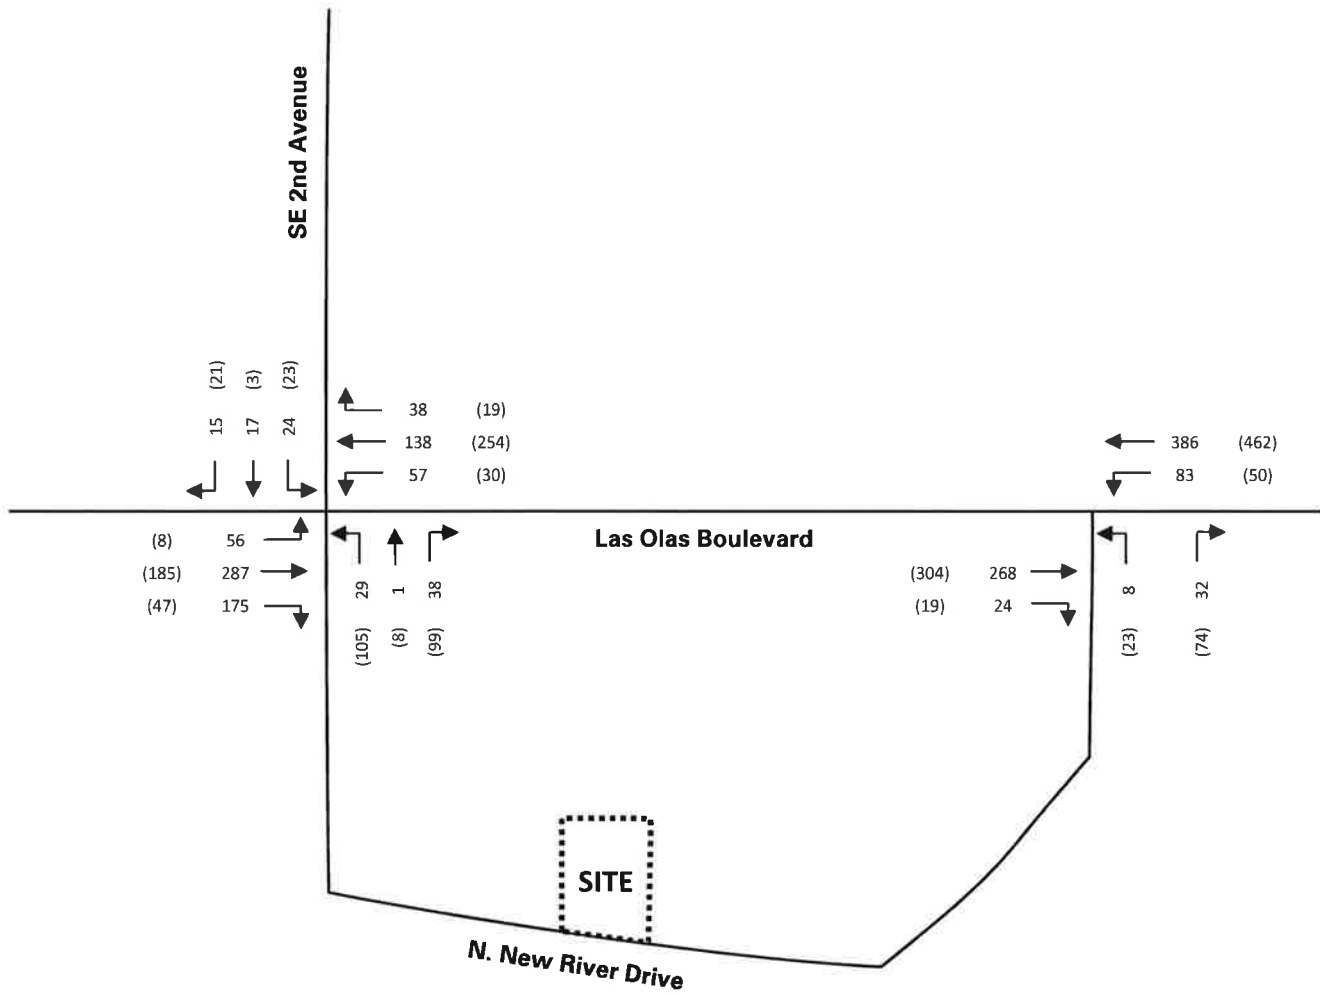 SE 2nd Avenue
(21) (3) (23)
15 17 24
38 (19)
138 (254)
57 (30)
386 (462)
83 (50)
(8) 56
(185) 287
(47) 175
29 1 38
(105) (8) (99)
Las Olas Boulevard
(304) 268
(19) 24
8 32
(23) (74)
SITE
N. New River Drive